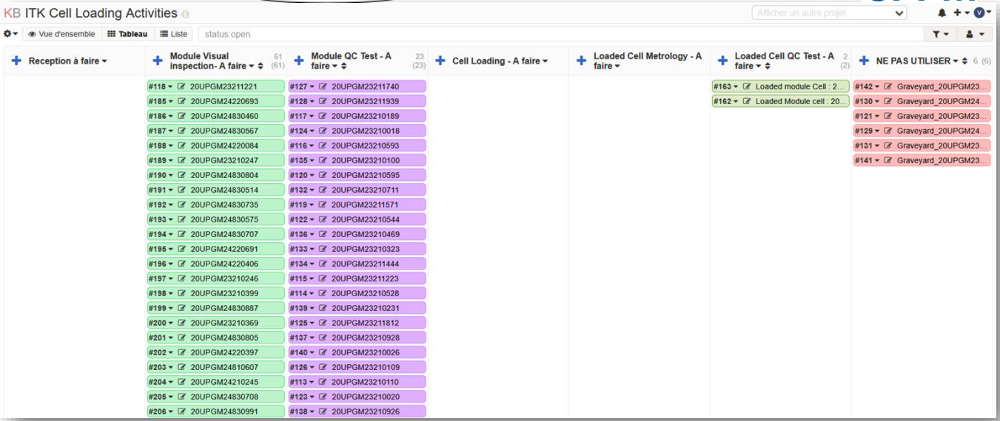 KB ITK Cell Loading Activities
Afficher un autre projet
V
Vue d'ensemble Tableau Liste status:open
Reception à faire
Module Visual inspection- A faire 61 (61)
Module QC Test - A faire 23 (23)
Cell Loading - A faire
Loaded Cell Metrology - A faire
Loaded Cell QC Test - A faire 2 (2)
NE PAS UTILISER 6 (6)
#118 20UPGM23211221
#185 20UPGM24220693
#186 20UPGM24830460
#187 20UPGM24830567
#188 20UPGM24220084
#189 20UPGM23210247
#190 20UPGM24830804
#191 20UPGM24830514
#192 20UPGM24830735
#193 20UPGM24830575
#194 20UPGM24830707
#195 20UPGM24220691
#196 20UPGM24220406
#197 20UPGM23210246
#198 20UPGM23210399
#199 20UPGM24830887
#200 20UPGM23210369
#201 20UPGM24830805
#202 20UPGM24220397
#203 20UPGM24810607
#204 20UPGM24210245
#205 20UPGM24830708
#206 20UPGM24830991
#127 20UPGM23211740
#128 20UPGM23211939
#117 20UPGM23210189
#124 20UPGM23210018
#116 20UPGM23210593
#135 20UPGM23210100
#120 20UPGM23210595
#132 20UPGM23210711
#119 20UPGM23211571
#122 20UPGM23210544
#136 20UPGM23210469
#133 20UPGM23210323
#134 20UPGM23211444
#115 20UPGM23211223
#114 20UPGM23210528
#139 20UPGM23210231
#125 20UPGM23211812
#137 20UPGM23210928
#140 20UPGM23210026
#126 20UPGM23210109
#113 20UPGM23210110
#123 20UPGM23210020
#138 20UPGM23210926
#163 Loaded module Cell : 2...
#162 Loaded Module cell : 20...
#142 Graveyard_20UPGM23...
#130 Graveyard_20UPGM24...
#121 Graveyard_20UPGM23...
#129 Graveyard_20UPGM24...
#131 Graveyard_20UPGM23...
#141 Graveyard_20UPGM23...